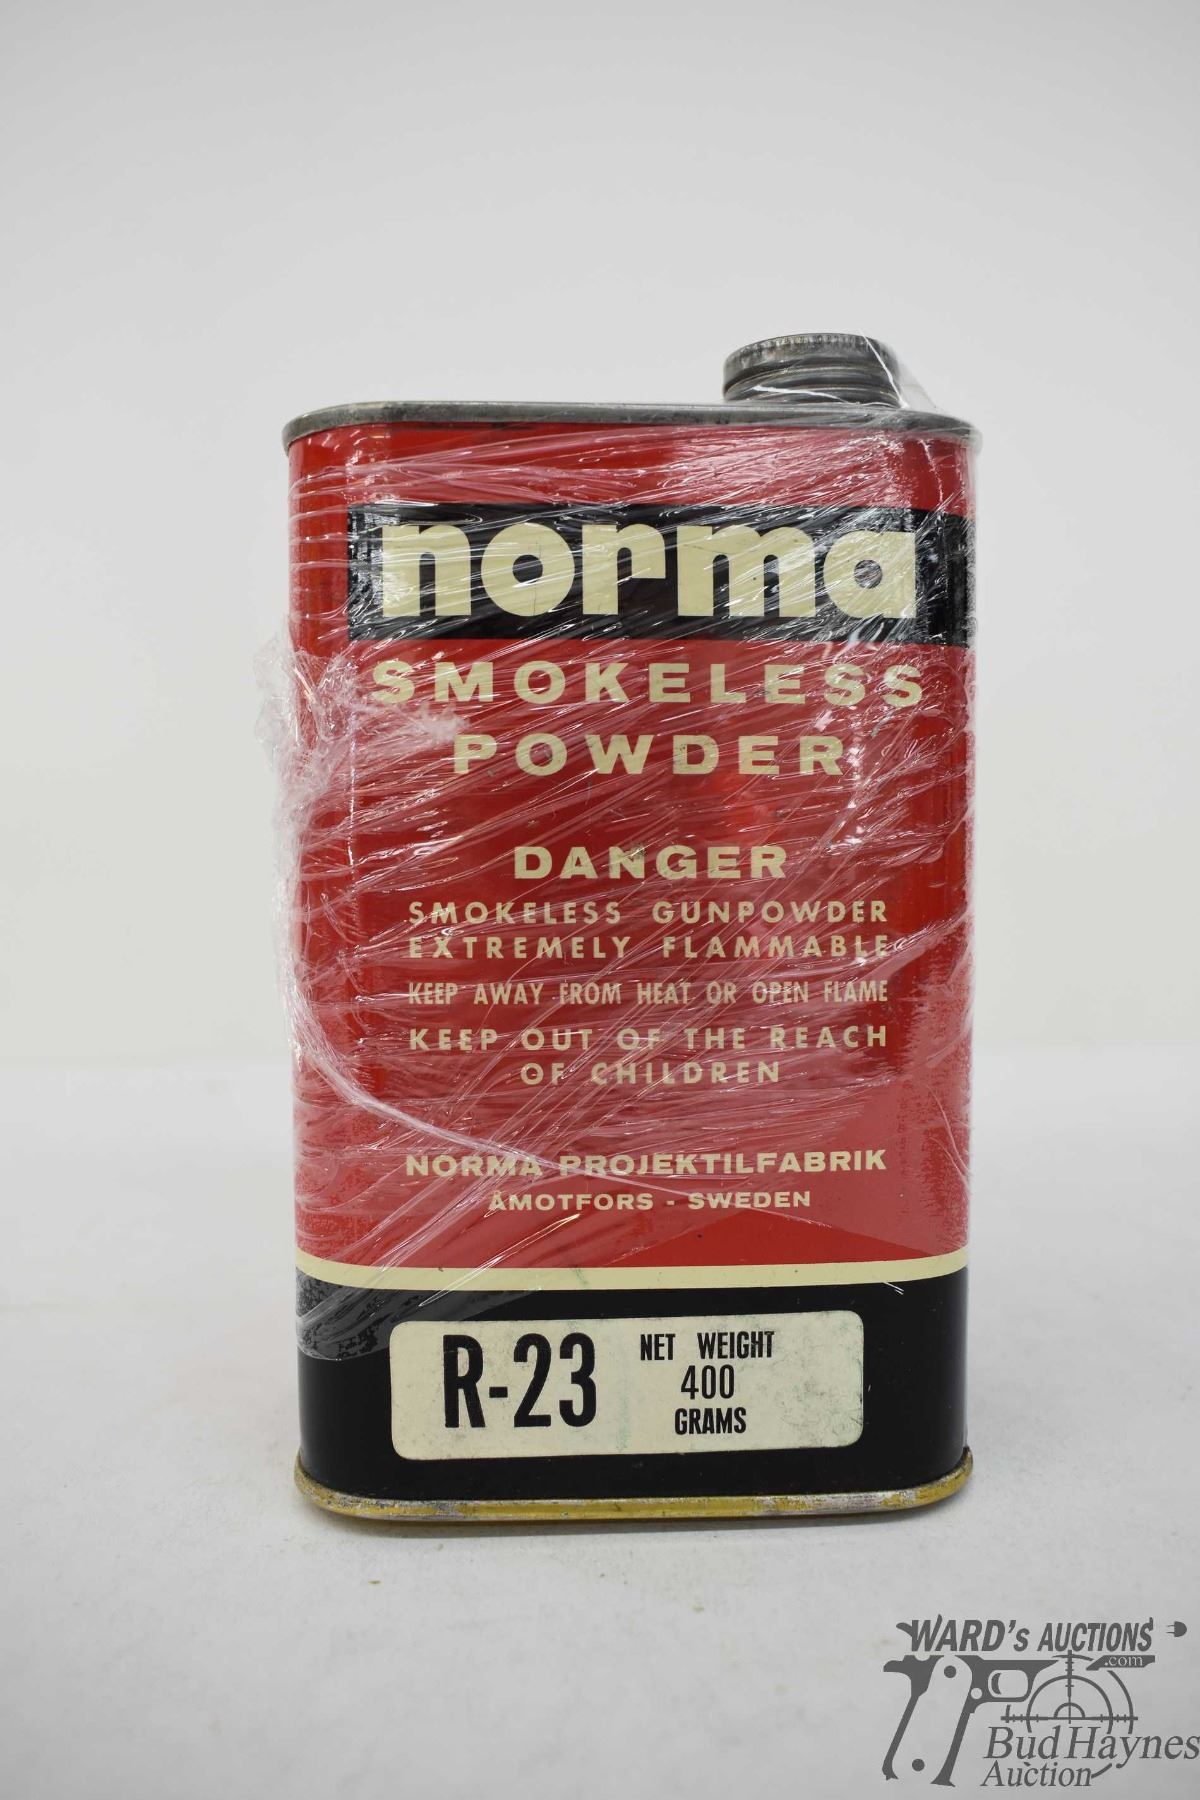 norma
SMOKELESS
POWDER
DANGER
SMOKELESS GUNPOWDER
EXTREMELY FLAMMABLE
KEEP AWAY FROM HEAT OR OPEN FLAME
KEEP OUT OF THE REACH
OF CHILDREN
NORMA PROJEKTILFABRIK
ÅMOTFORS - SWEDEN
R-23
NET WEIGHT
400
GRAMS
WARD's AUCTIONS
.com
Bud Haynes
Auction